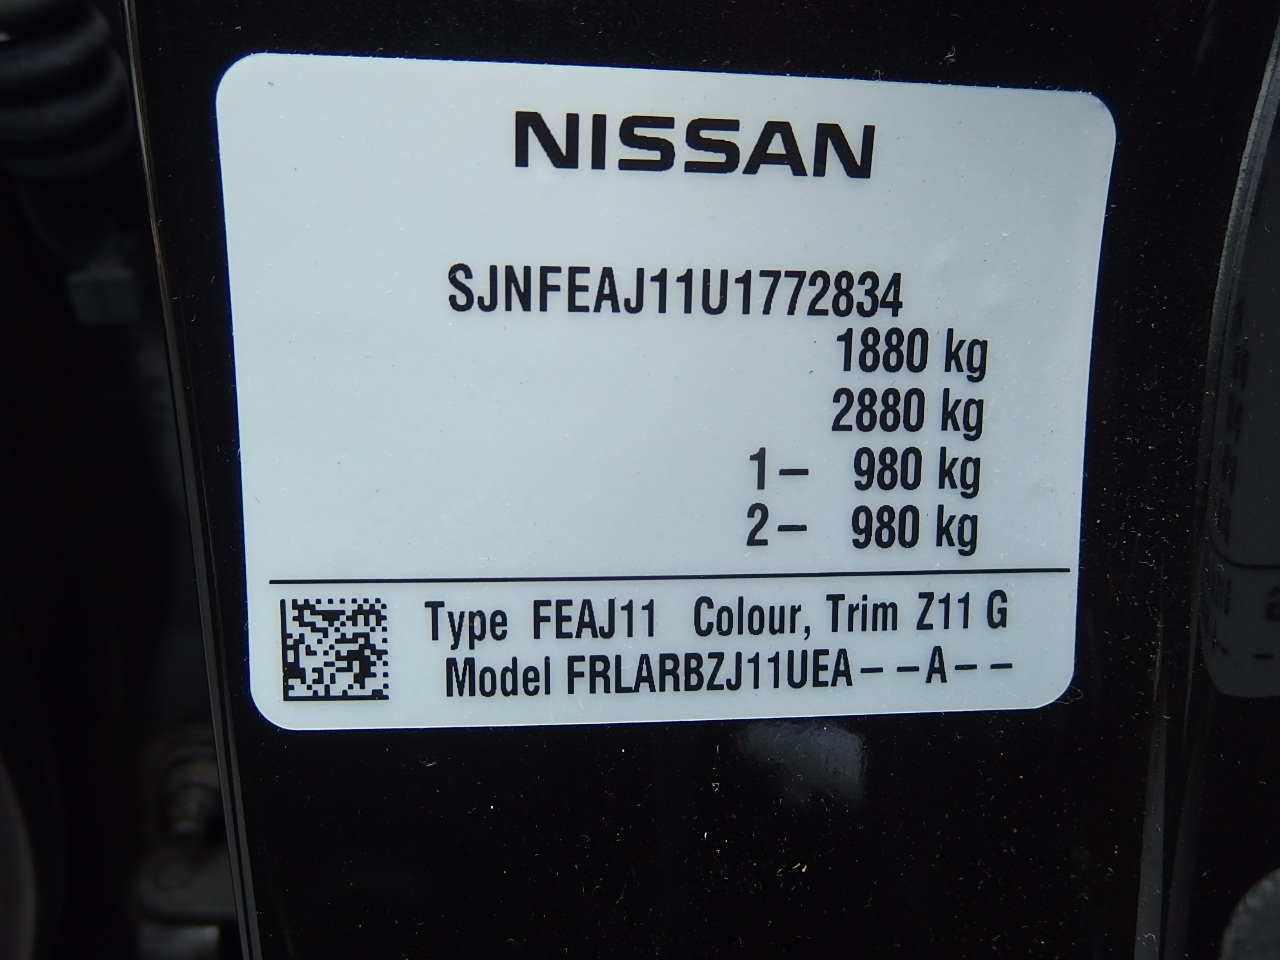 NISSAN
SJNFEAJ11U1772834
1880 kg
2880 kg
1- 980 kg
2- 980 kg
Type FEAJ11 Colour, Trim Z11 G
Model FRLARBZJ11UEA--A--